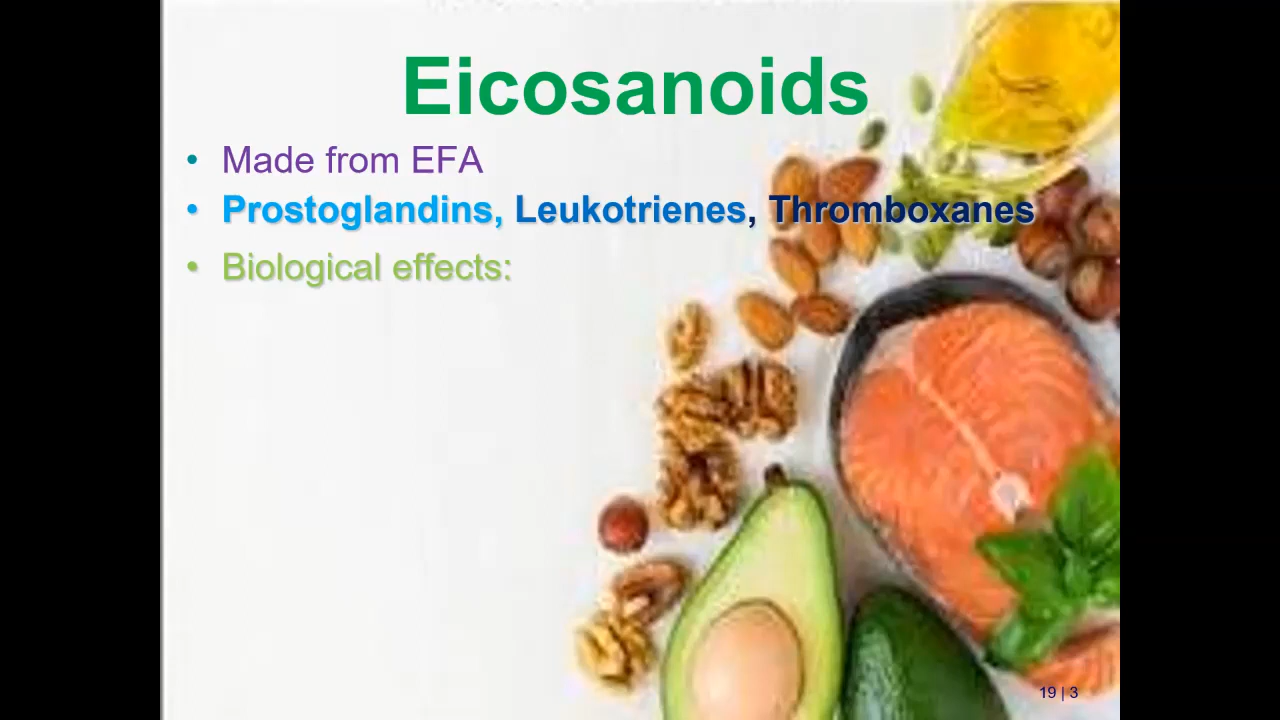 Eicosanoids
• Made from EFA
• Prostoglandins, Leukotrienes, Thromboxanes
• Biological effects:
19 | 3